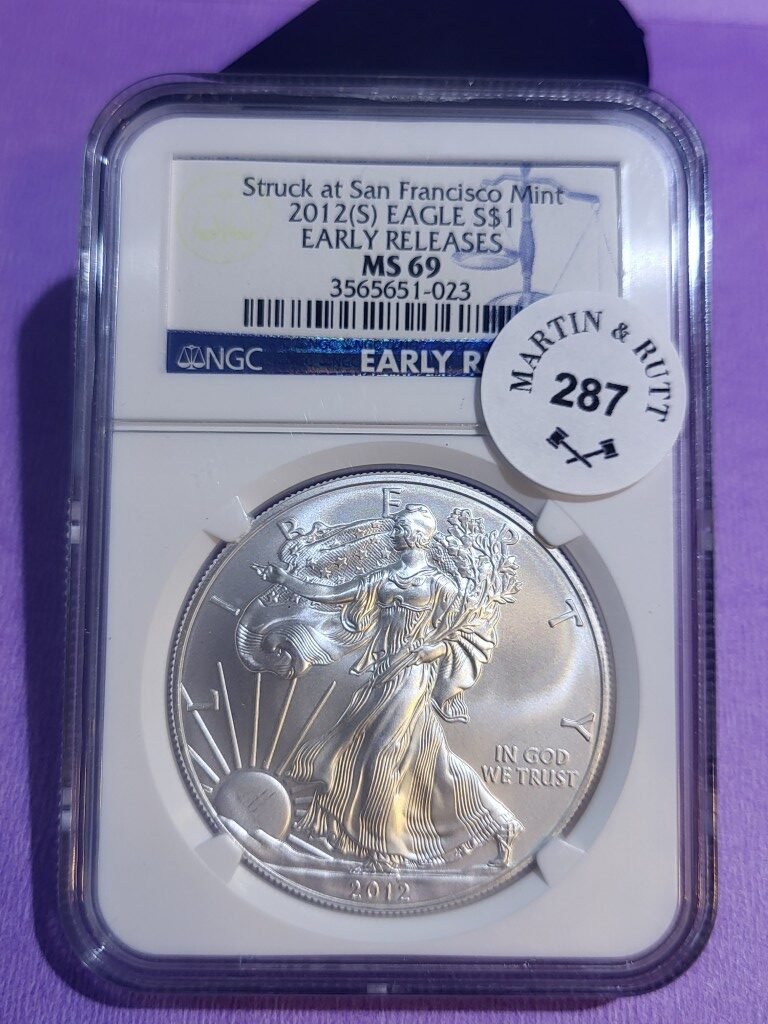 Struck at San Francisco Mint
2012(S) EAGLE S$1
EARLY RELEASES
MS 69
3565651-023
NGC
EARLY R
MARTIN & RUTT
287
LIBERTY
IN GOD
WE TRUST
2012